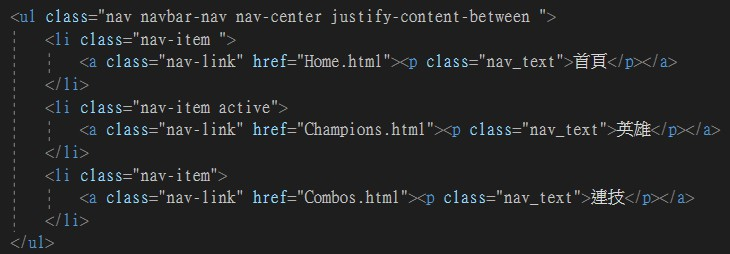 <ul class="nav navbar-nav nav-center justify-content-between ">
<li class="nav-item ">
<a class="nav-link" href="Home.html"><p class="nav_text">首頁</p></a>
</li>
<li class="nav-item active">
<a class="nav-link" href="Champions.html"><p class="nav_text">英雄</p></a>
</li>
<li class="nav-item">
<a class="nav-link" href="Combos.html"><p class="nav_text">連技</p></a>
</li>
</ul>